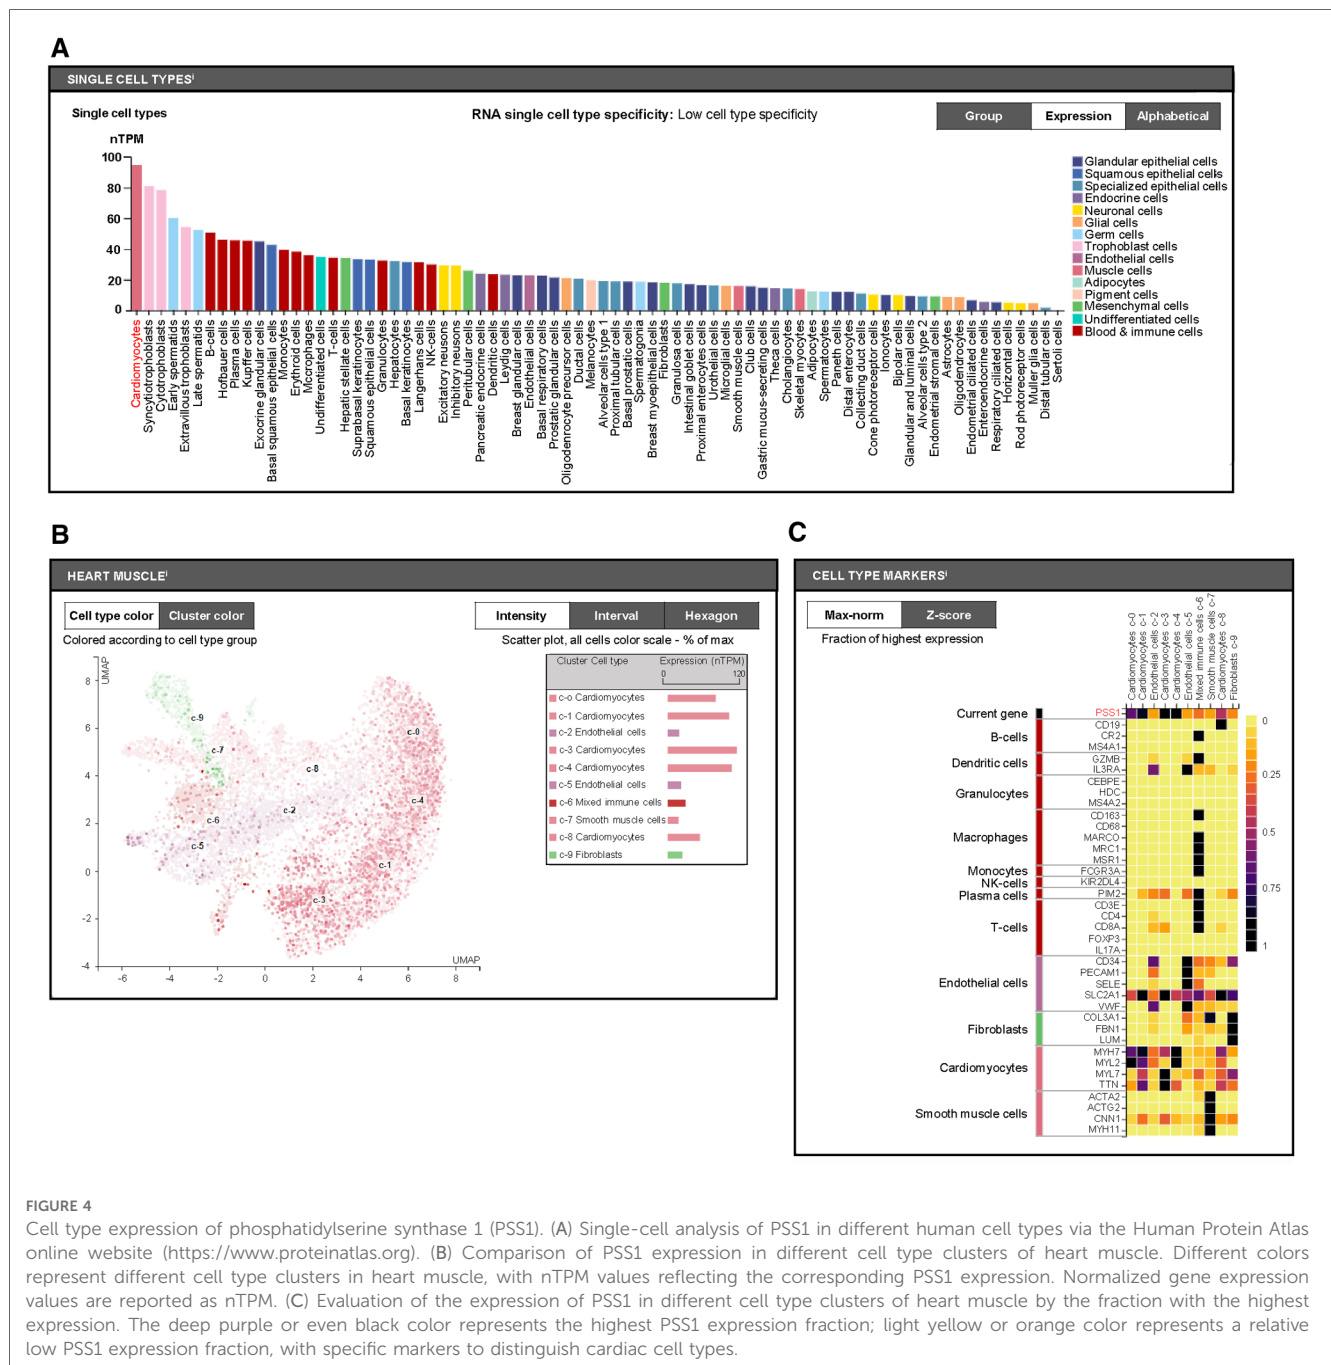 A
SINGLE CELL TYPESⁱ
Single cell types
RNA single cell type specificity: Low cell type specificity
Group
Expression
Alphabetical
nTPM
100
80
60
40
20
0
Cardiomyocytes
Syncytiotrophoblasts
Cytotrophoblasts
Early spermatids
Extravillous trophoblasts
Late spermatids
B-cells
Hofbauer cells
Plasma cells
Kupffer cells
Exocrine glandular cells
Basal squamous epithelial cells
Monocytes
Erythroid cells
Mccrophages
Undifferentiated cells
T-cells
Hepatic stellate cells
Suprabasal keratinocytes
Squamous epithelial cells
Granulocytes
Hepatocytes
Basal keratinocytes
Langerhans cells
NK-cells
Excitatory neurons
Inhibitory neurons
Peritubular cells
Pancreatic endocrine cells
Dendritic cells
Leydig cells
Breast glandular cells
Endothelial cells
Basal respiratory cells
Prostatic glandular cells
Oligodenrocyte precursor cells
Ductal cells
Melanocytes
Alveolar cells type 1
Proximal tubular cells
Basal prostatic cells
Spermatogonia
Breast myoepithelial cells
Fibroblasts
Granulosa cells
Intestinal goblet cells
Proximal enterocytes cells
Urothelial cells
Microglial cells
Smooth muscle cells
Club cells
Gastric mucus-secreting cells
Theca cells
Cholangiocytes
Skeletal myocytes
Adipocytes
Spermatocytes
Paneth cells
Distal enterocytes
Collecting duct cells
Cone photoreceptor cells
Ionocytes
Bipolar cells
Glandular and luminal cells
Alveolar cells type 2
Endometrial stromal cells
Astrocytes
Oligodendrocytes
Endometrial ciliated cells
Enteroendocrine cells
Respiratory ciliated cells
Horizontal cells
Rod photoreceptor cells
Muller glia cells
Distal tubular cells
Sertoli cells
Glandular epithelial cells
Squamous epithelial cells
Specialized epithelial cells
Endocrine cells
Neuronal cells
Glial cells
Germ cells
Trophoblast cells
Endothelial cells
Muscle cells
Adipocytes
Pigment cells
Mesenchymal cells
Undifferentiated cells
Blood & immune cells
B
HEART MUSCLEⁱ
Cell type color
Cluster color
Intensity
Interval
Hexagon
Colored according to cell type group
Scatter plot, all cells color scale - % of max
UMAP
8
6
4
2
0
-2
-4
-6
-4
-2
0
2
4
6
8
UMAP
c-9
c-7
c-8
c-0
c-4
c-2
c-6
c-5
c-1
c-3
Cluster Cell type
Expression (nTPM)
0
120
c-o Cardiomyocytes
c-1 Cardiomyocytes
c-2 Endothelial cells
c-3 Cardiomyocytes
c-4 Cardiomyocytes
c-5 Endothelial cells
c-6 Mixed immune cells
c-7 Smooth muscle cells
c-8 Cardiomyocytes
c-9 Fibroblasts
C
CELL TYPE MARKERSⁱ
Max-norm
Z-score
Fraction of highest expression
Cardiomyocytes c-0
Cardiomyocytes c-1
Endothelial cells c-2
Cardiomyocytes c-3
Cardiomyocytes c-4
Endothelial cells c-5
Mixed immune cells c-6
Smooth muscle cells c-7
Cardiomyocytes c-8
Fibroblasts c-9
Current gene
PSS1
B-cells
CD19
CR2
MS4A1
Dendritic cells
GZMB
IL3RA
Granulocytes
CEBPE
HDC
MS4A2
Macrophages
CD163
CD68
MARCO
MRC1
MSR1
Monocytes
FCGR3A
NK-cells
KIR2DL4
Plasma cells
PIM2
T-cells
CD3E
CD4
CD8A
FOXP3
IL17A
Endothelial cells
CD34
PECAM1
SELE
SLC2A1
VWF
Fibroblasts
COL3A1
FBN1
LUM
Cardiomyocytes
MYH7
MYL2
MYL7
TTN
Smooth muscle cells
ACTA2
ACTG2
CNN1
MYH11
0
0.25
0.5
0.75
1
FIGURE 4
Cell type expression of phosphatidylserine synthase 1 (PSS1). (A) Single-cell analysis of PSS1 in different human cell types via the Human Protein Atlas
online website (https://www.proteinatlas.org). (B) Comparison of PSS1 expression in different cell type clusters of heart muscle. Different colors
represent different cell type clusters in heart muscle, with nTPM values reflecting the corresponding PSS1 expression. Normalized gene expression
values are reported as nTPM. (C) Evaluation of the expression of PSS1 in different cell type clusters of heart muscle by the fraction with the highest
expression. The deep purple or even black color represents the highest PSS1 expression fraction; light yellow or orange color represents a relative
low PSS1 expression fraction, with specific markers to distinguish cardiac cell types.